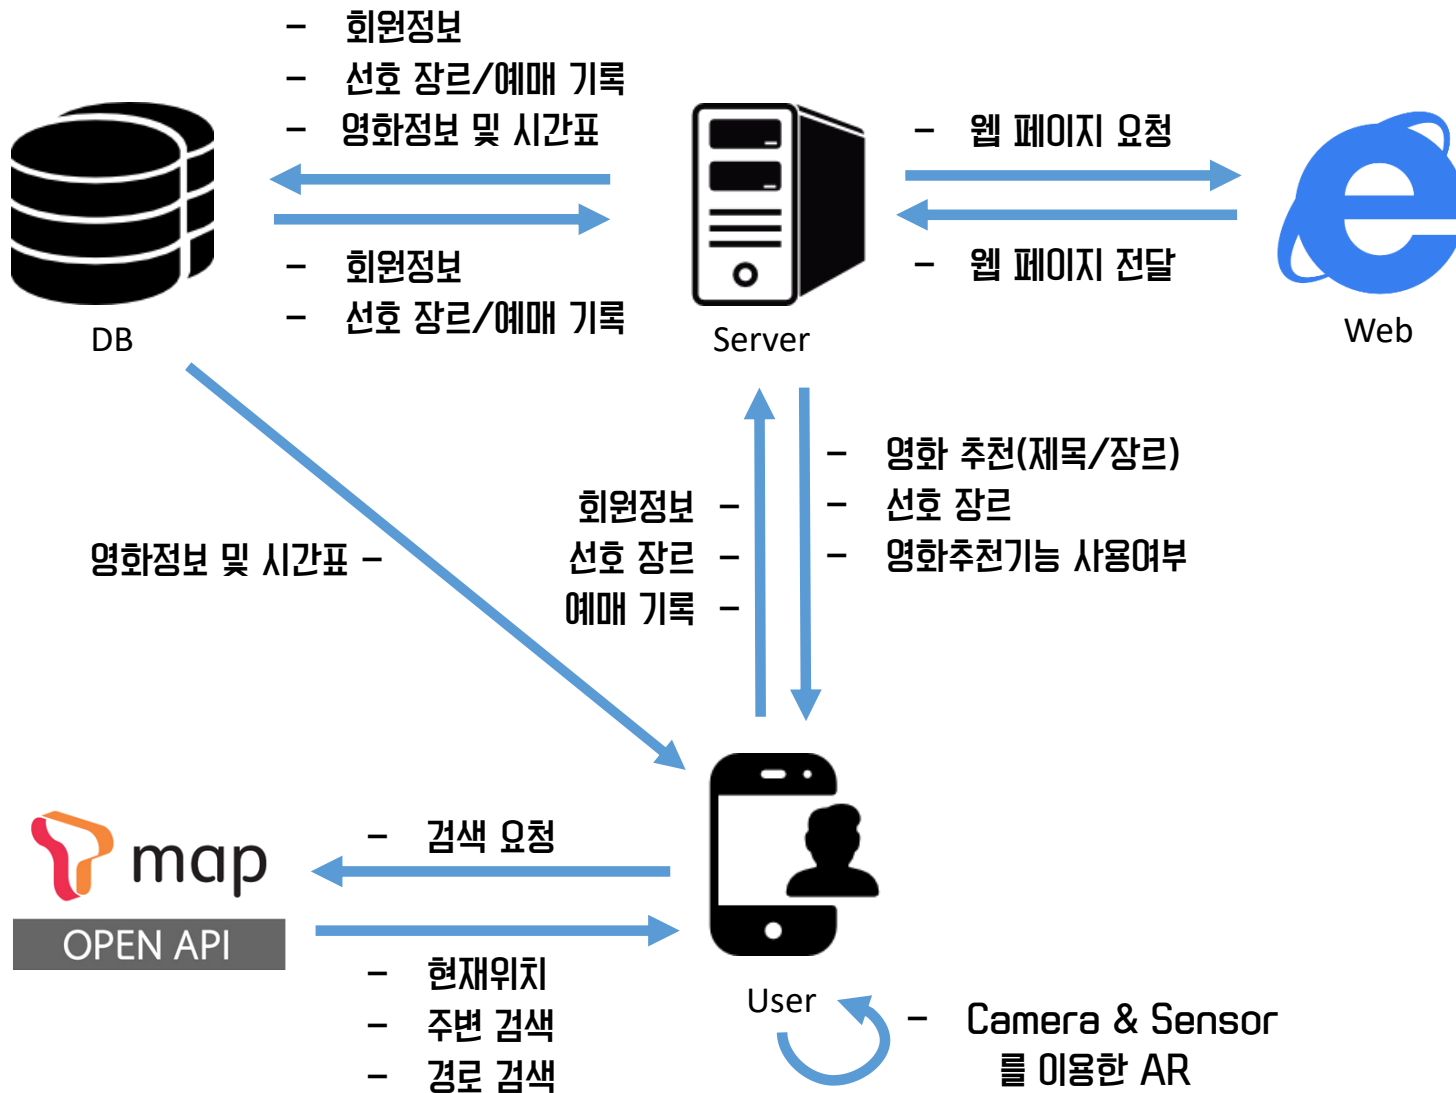 - 회원정보
- 선호 장르/예매 기록
- 영화정보 및 시간표
- 회원정보
- 선호 장르/예매 기록
DB
Server
- 웹 페이지 요청
- 웹 페이지 전달
Web
영화정보 및 시간표 -
회원정보 -
선호 장르 -
예매 기록 -
- 영화 추천(제목/장르)
- 선호 장르
- 영화추천기능 사용여부
T map
OPEN API
- 검색 요청
- 현재위치
- 주변 검색
- 경로 검색
User
- Camera & Sensor
를 이용한 AR